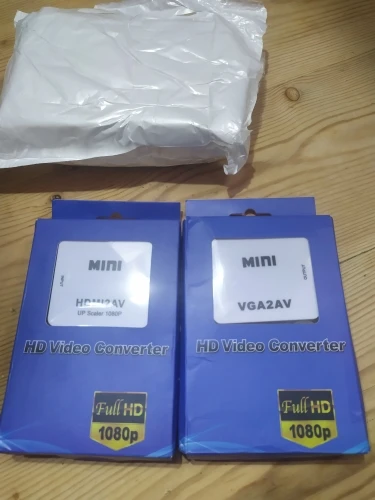 MINI
HDMI2AV
UP Scaler 1080P
HD Video Converter
Full HD
1080p
MINI
VGA2AV
HD Video Converter
Full HD
1080p